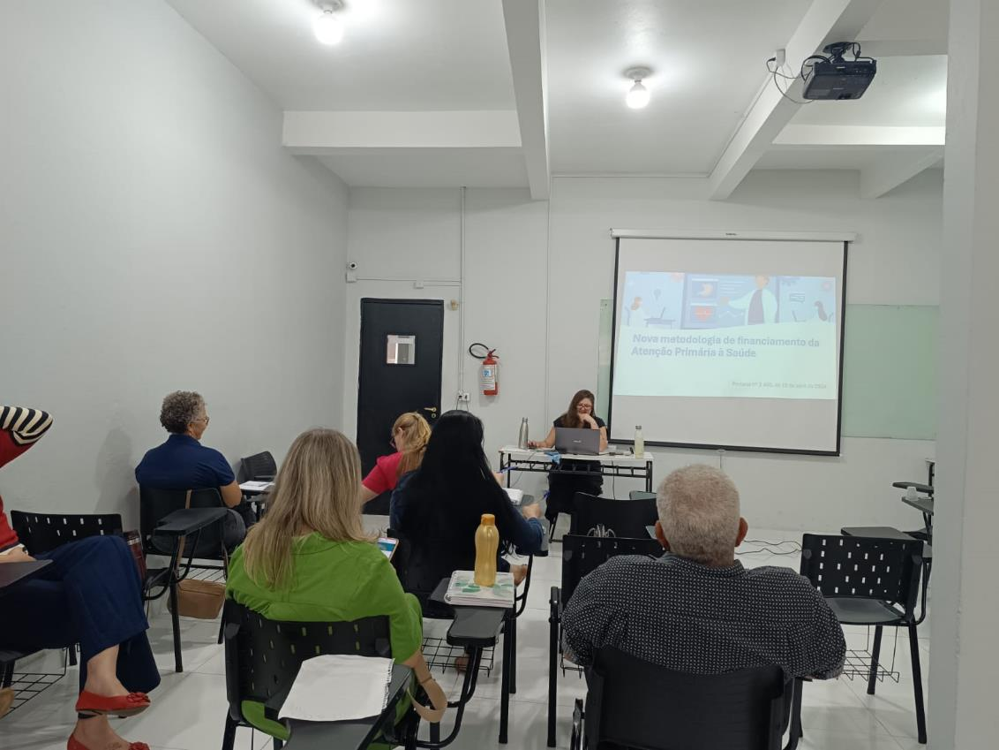 Nova metodologia de financiamento da
Atenção Primária à Saúde